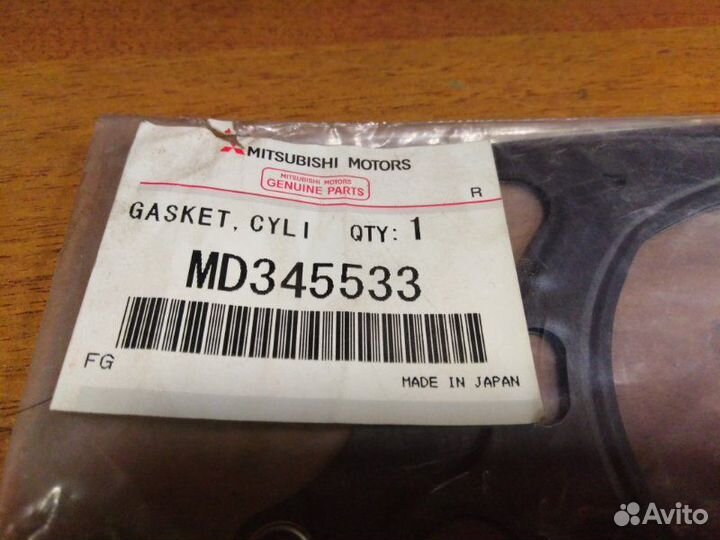 MITSUBISHI MOTORS
MITSUBISHI MOTORS
GENUINE PARTS
R
GASKET, CYLI QTY: 1
MD345533
FG
MADE IN JAPAN
Avito